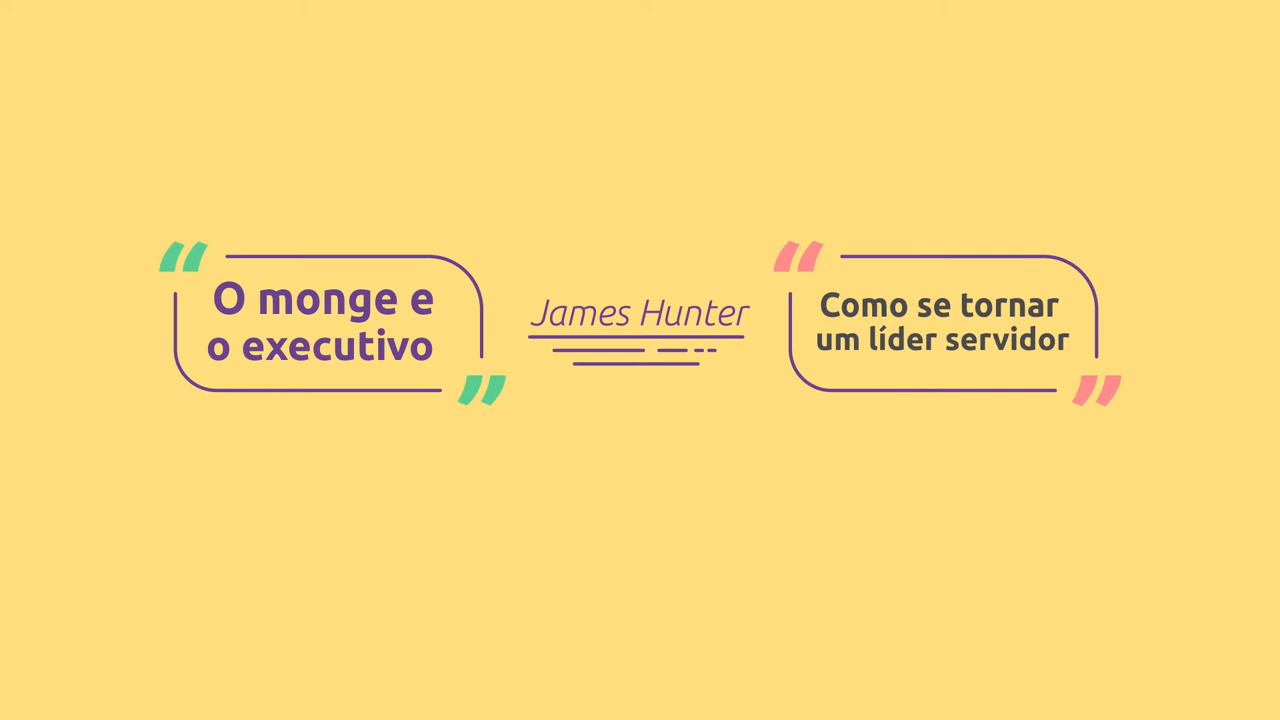 O monge e
o executivo
James Hunter
Como se tornar
um líder servidor